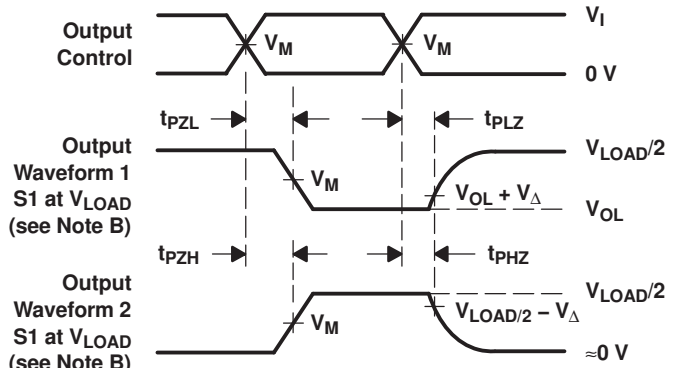 Output
Control
V_M
V_M
V_I
0 V
t_PZL
t_PLZ
Output
Waveform 1
S1 at V_LOAD
(see Note B)
V_M
V_OL + V_Δ
V_LOAD/2
V_OL
t_PZH
t_PHZ
Output
Waveform 2
S1 at V_LOAD
(see Note B)
V_M
V_LOAD/2 − V_Δ
V_LOAD/2
≈0 V